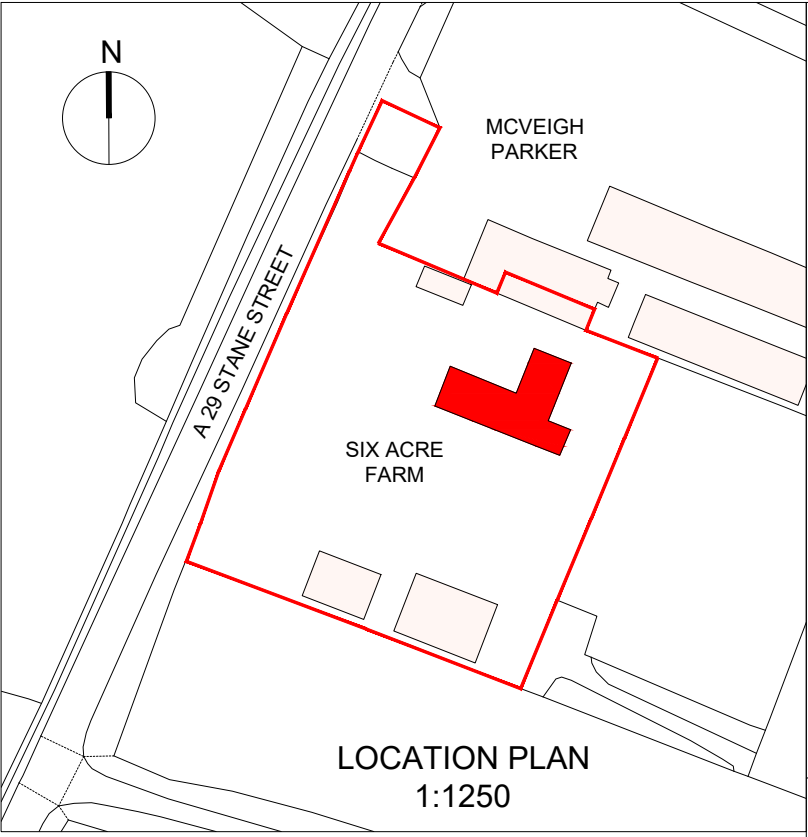 N
MCVEIGH
PARKER
A 29 STANE STREET
SIX ACRE
FARM
LOCATION PLAN
1:1250